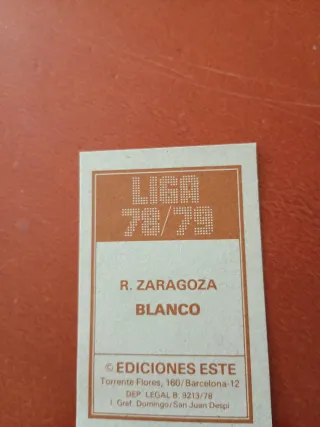 LIGA
78/79
R. ZARAGOZA
BLANCO
© EDICIONES ESTE
Torrente Flores, 160/Barcelona-12
DEP. LEGAL B: 9213/78
I. Graf. Domingo/San Juan Despí